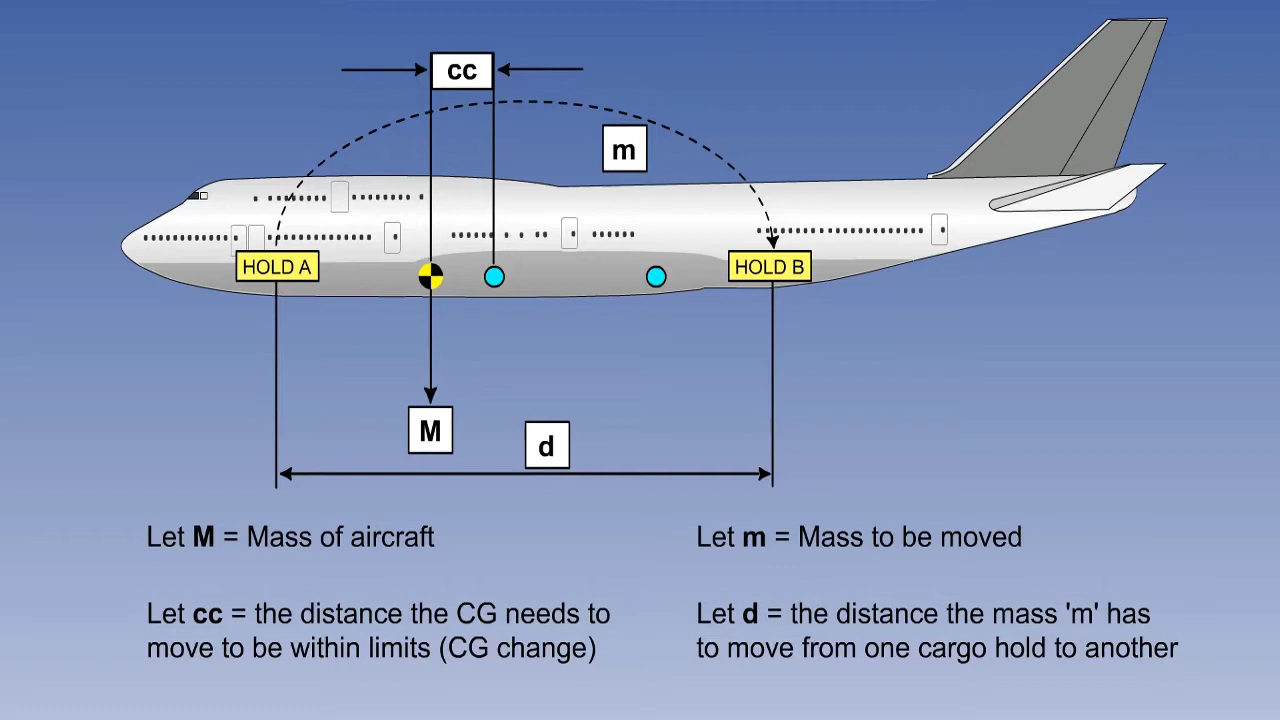 cc
m
HOLD A
HOLD B
M
d
Let M = Mass of aircraft
Let m = Mass to be moved
Let cc = the distance the CG needs to
move to be within limits (CG change)
Let d = the distance the mass 'm' has
to move from one cargo hold to another